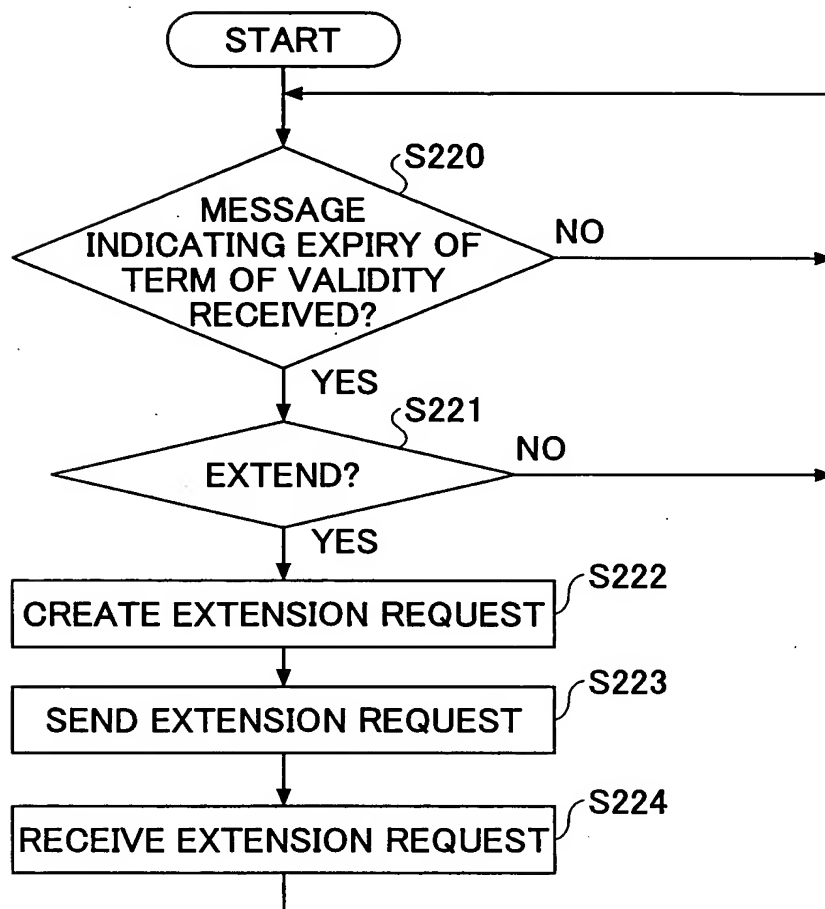 START
S220
MESSAGE
INDICATING EXPIRY OF
TERM OF VALIDITY
RECEIVED?
NO
YES
S221
EXTEND?
NO
YES
S222
CREATE EXTENSION REQUEST
S223
SEND EXTENSION REQUEST
S224
RECEIVE EXTENSION REQUEST